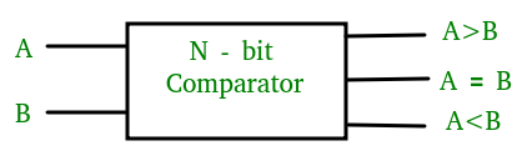 A
B
N - bit
Comparator
A>B
A = B
A<B